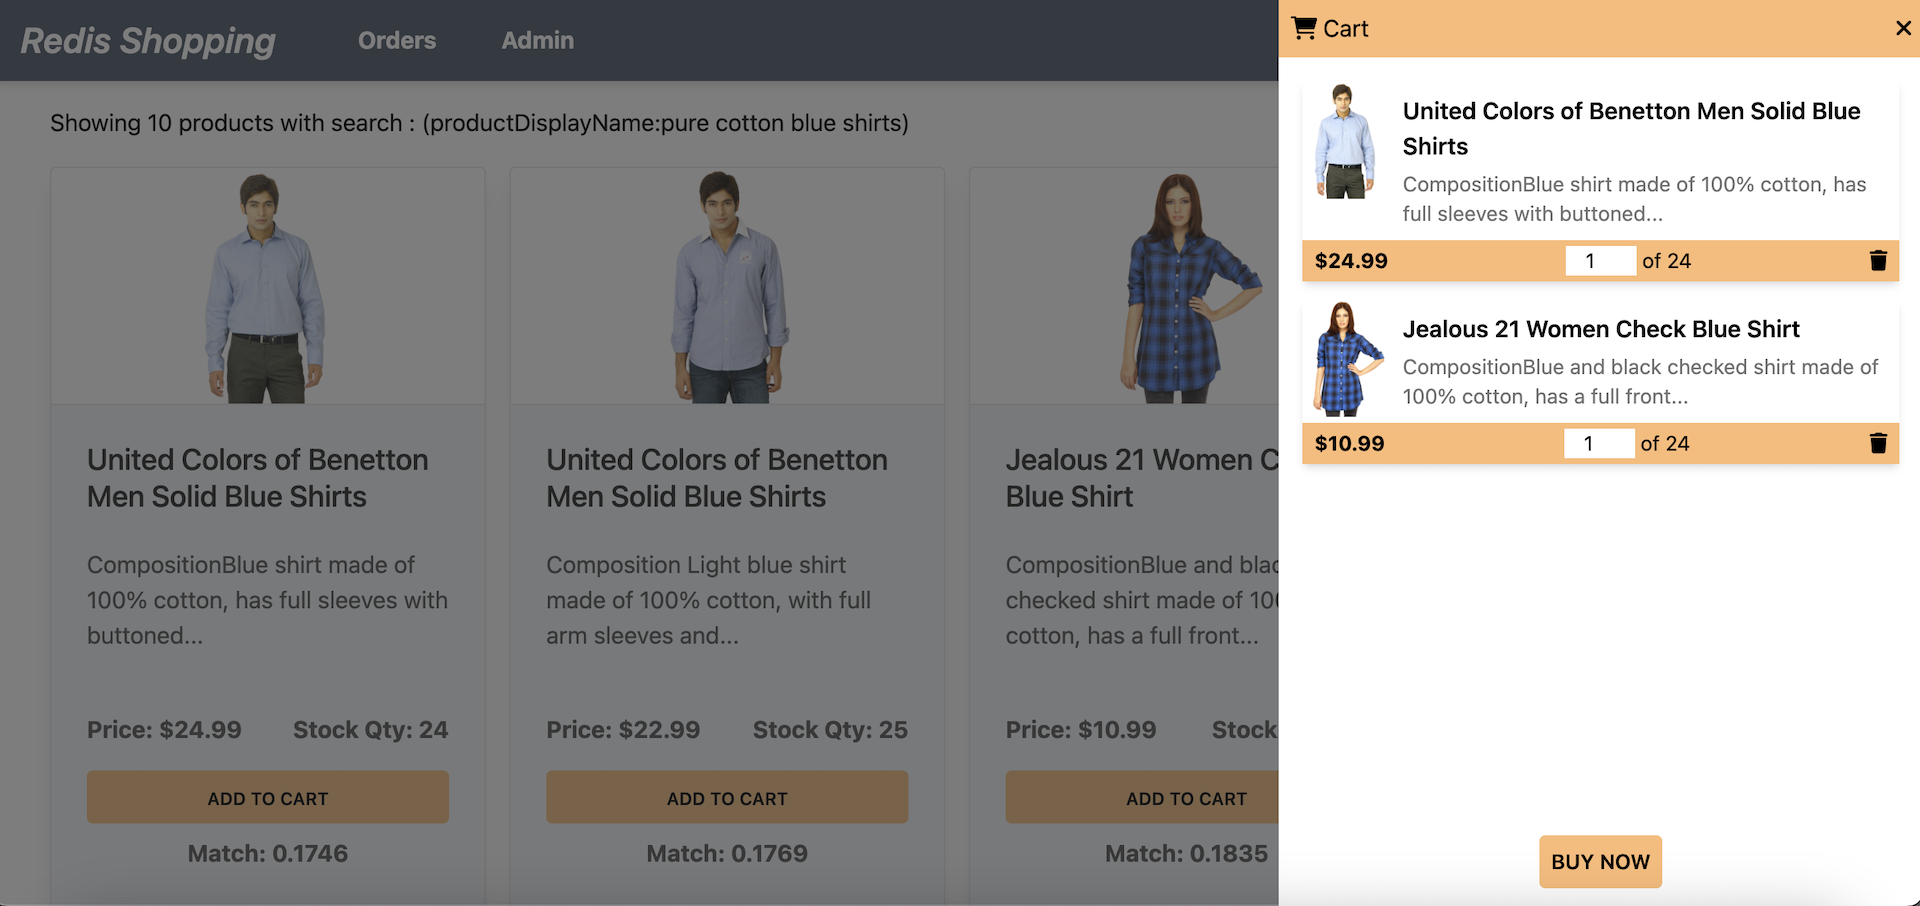 Redis Shopping
Orders
Admin
Showing 10 products with search : (productDisplayName:pure cotton blue shirts)
United Colors of Benetton
Men Solid Blue Shirts
CompositionBlue shirt made of
100% cotton, has full sleeves with
buttoned...
Price: $24.99
Stock Qty: 24
ADD TO CART
Match: 0.1746
United Colors of Benetton
Men Solid Blue Shirts
Composition Light blue shirt
made of 100% cotton, with full
arm sleeves and...
Price: $22.99
Stock Qty: 25
ADD TO CART
Match: 0.1769
Jealous 21 Women C
Blue Shirt
CompositionBlue and blac
checked shirt made of 10
cotton, has a full front...
Price: $10.99
Stock
ADD TO CART
Match: 0.1835
Cart
United Colors of Benetton Men Solid Blue
Shirts
CompositionBlue shirt made of 100% cotton, has
full sleeves with buttoned...
$24.99
1 of 24
Jealous 21 Women Check Blue Shirt
CompositionBlue and black checked shirt made of
100% cotton, has a full front...
$10.99
1 of 24
BUY NOW